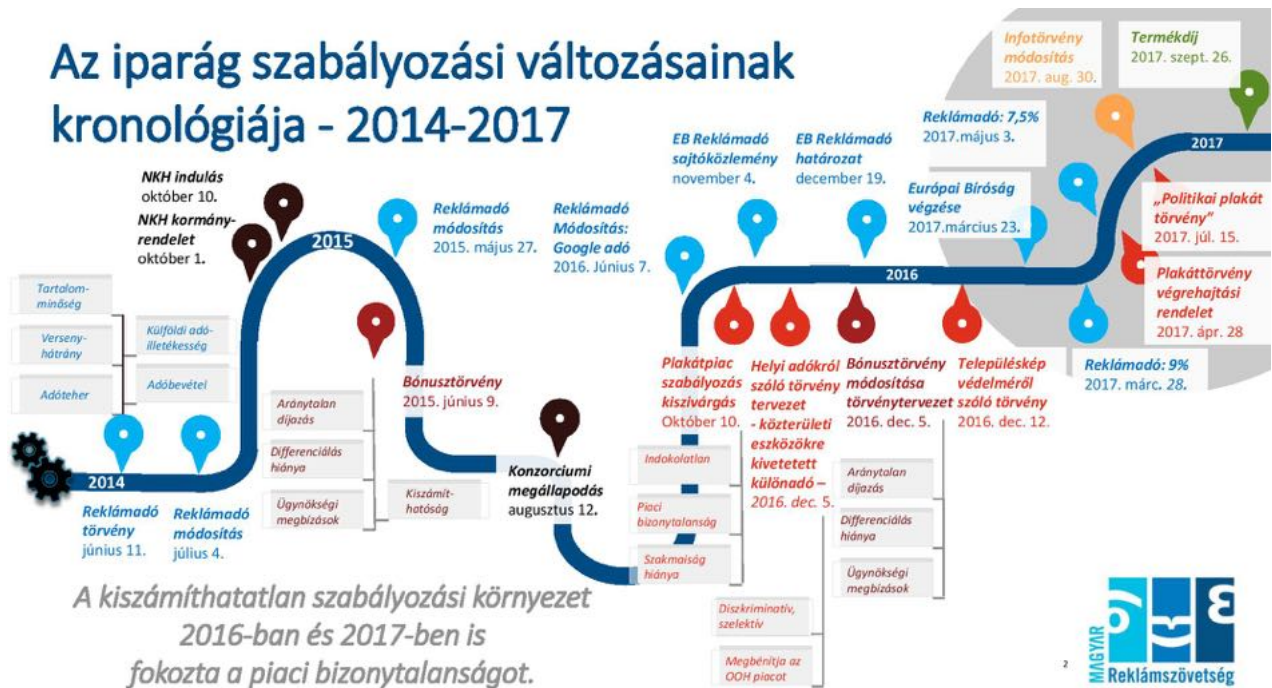 Az iparág szabályozási változásainak
kronológiája - 2014-2017
NKH indulás
október 10.
NKH kormány-
rendelet
október 1.
2015
Reklámadó
módosítás
2015. május 27.
Reklámadó
Módosítás:
Google adó
2016. Június 7.
EB Reklámadó
sajtóközlemény
november 4.
EB Reklámadó
határozat
december 19.
Reklámadó: 7,5%
2017.május 3.
Európai Bíróság
végzése
2017.március 23.
Infotörvény
módosítás
2017. aug. 30.
Termékdíj
2017. szept. 26.
2017
„Politikai plakát
törvény”
2017. júl. 15.
Plakáttörvény
végrehajtási
rendelet
2017. ápr. 28
2016
Reklámadó: 9%
2017. márc. 28.
Tartalom-
minőség
Verseny-
hátrány
Adóteher
Külföldi adó-
illetékesség
Adóbevétel
2014
Reklámadó
törvény
június 11.
Reklámadó
módosítás
július 4.
Bónusztörvény
2015. június 9.
Aránytalan
díjazás
Differenciálás
hiánya
Ügynökségi
megbízások
Kiszámít-
hatóság
Konzorciumi
megállapodás
augusztus 12.
Plakátpiac
szabályozás
kiszivárgás
Október 10.
Indokolatlan
Piaci
bizonytalanság
Szakmaiság
hiánya
Helyi adókról
szóló törvény
tervezet
- közterületi
eszközökre
kivetetett
különadó –
2016. dec. 5.
Diszkriminatív,
szelektív
Megbénítja az
OOH piacot
Bónusztörvény
módosítása
törvénytervezet
2016. dec. 5.
Aránytalan
díjazás
Differenciálás
hiánya
Ügynökségi
megbízások
Településkép
védelméről
szóló törvény
2016. dec. 12.
A kiszámíthatatlan szabályozási környezet
2016-ban és 2017-ben is
fokozta a piaci bizonytalanságot.
2
MAGYAR
Reklámszövetség